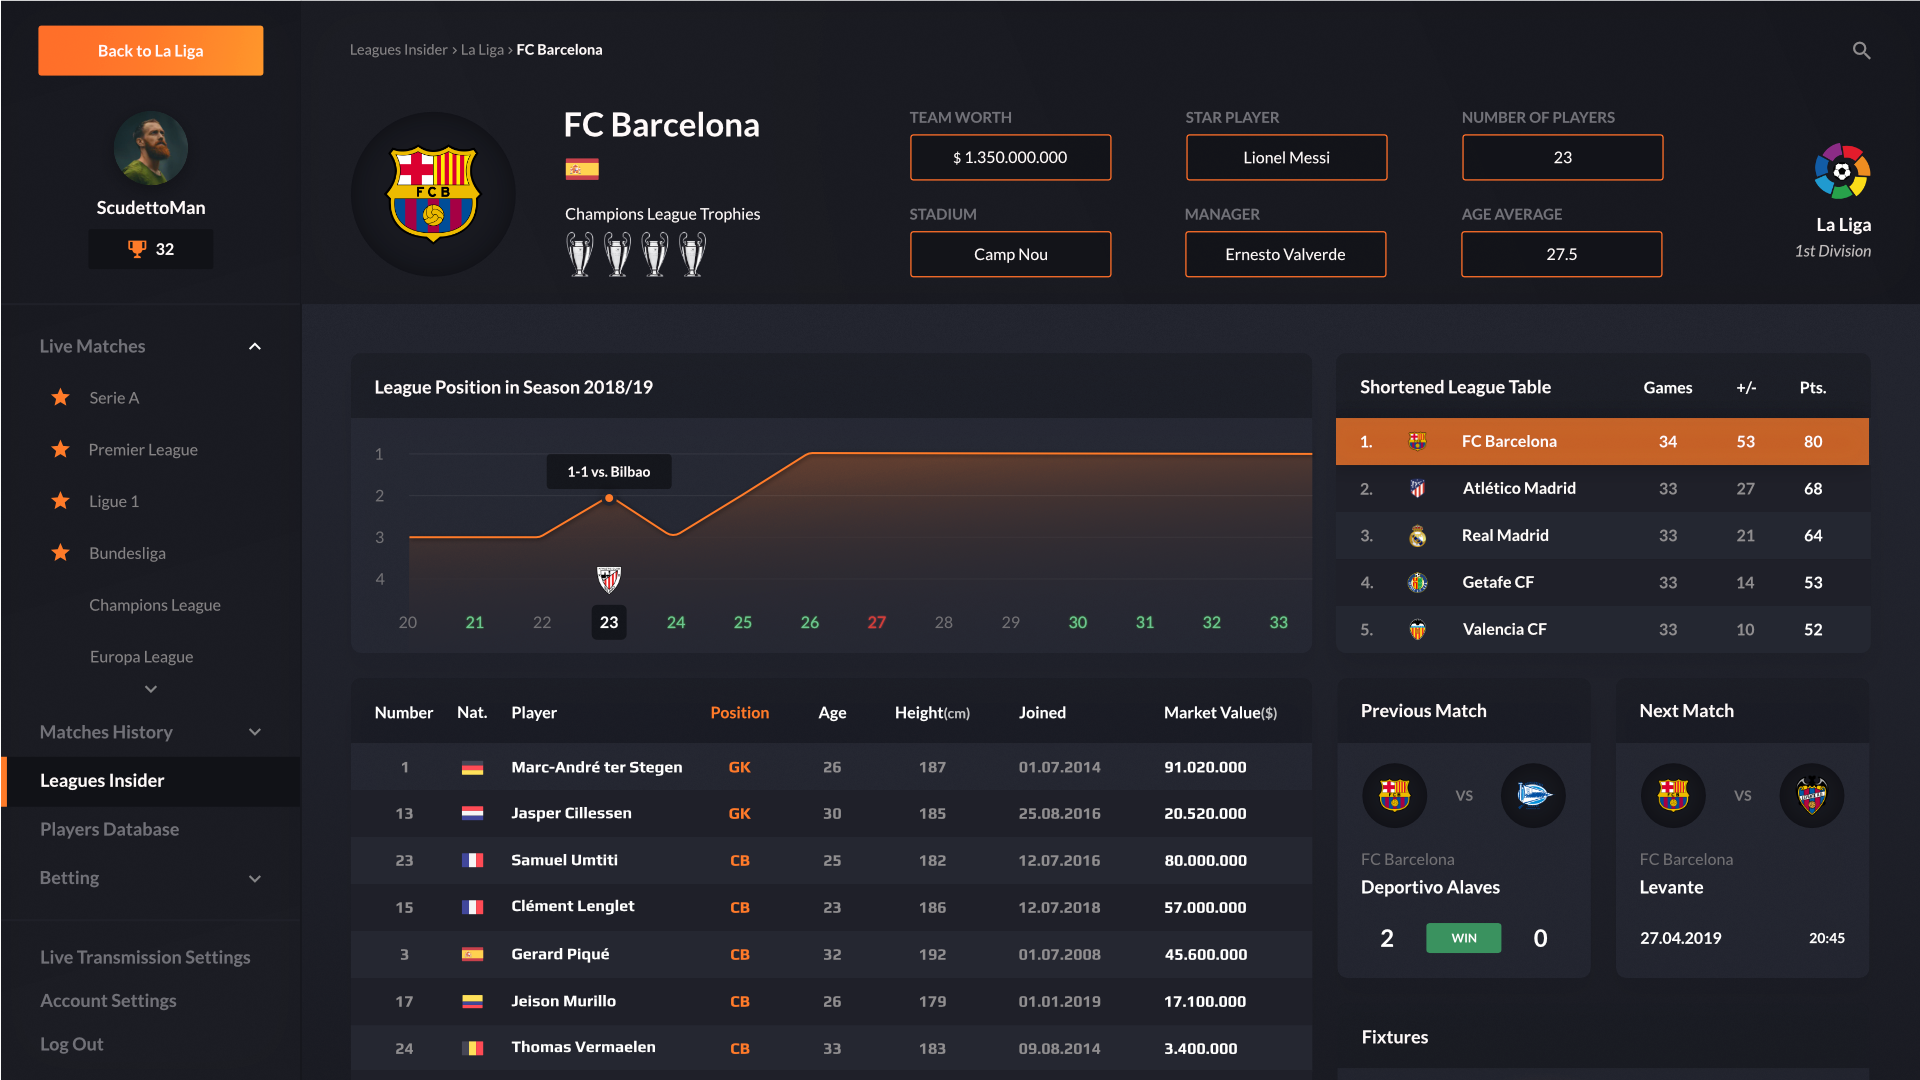 Back to La Liga
ScudettoMan
32
Live Matches
Serie A
Premier League
Ligue 1
Bundesliga
Champions League
Europa League
Matches History
Leagues Insider
Players Database
Betting
Live Transmission Settings
Account Settings
Log Out
Leagues Insider › La Liga › FC Barcelona
FCB
FC Barcelona
Champions League Trophies
TEAM WORTH
$ 1.350.000.000
STAR PLAYER
Lionel Messi
NUMBER OF PLAYERS
23
STADIUM
Camp Nou
MANAGER
Ernesto Valverde
AGE AVERAGE
27.5
La Liga
1st Division
League Position in Season 2018/19
1
2
3
4
1-1 vs. Bilbao
20 21 22 23 24 25 26 27 28 29 30 31 32 33
Shortened League Table Games +/- Pts.
1. FC Barcelona 34 53 80
2. Atlético Madrid 33 27 68
3. Real Madrid 33 21 64
4. Getafe CF 33 14 53
5. Valencia CF 33 10 52
Number Nat. Player Position Age Height(cm) Joined Market Value($)
1 Marc-André ter Stegen GK 26 187 01.07.2014 91.020.000
13 Jasper Cillessen GK 30 185 25.08.2016 20.520.000
23 Samuel Umtiti CB 25 182 12.07.2016 80.000.000
15 Clément Lenglet CB 23 186 12.07.2018 57.000.000
3 Gerard Piqué CB 32 192 01.07.2008 45.600.000
17 Jeison Murillo CB 26 179 01.01.2019 17.100.000
24 Thomas Vermaelen CB 33 183 09.08.2014 3.400.000
Previous Match
VS
FC Barcelona
Deportivo Alaves
2 WIN 0
Next Match
VS
FC Barcelona
Levante
27.04.2019 20:45
Fixtures